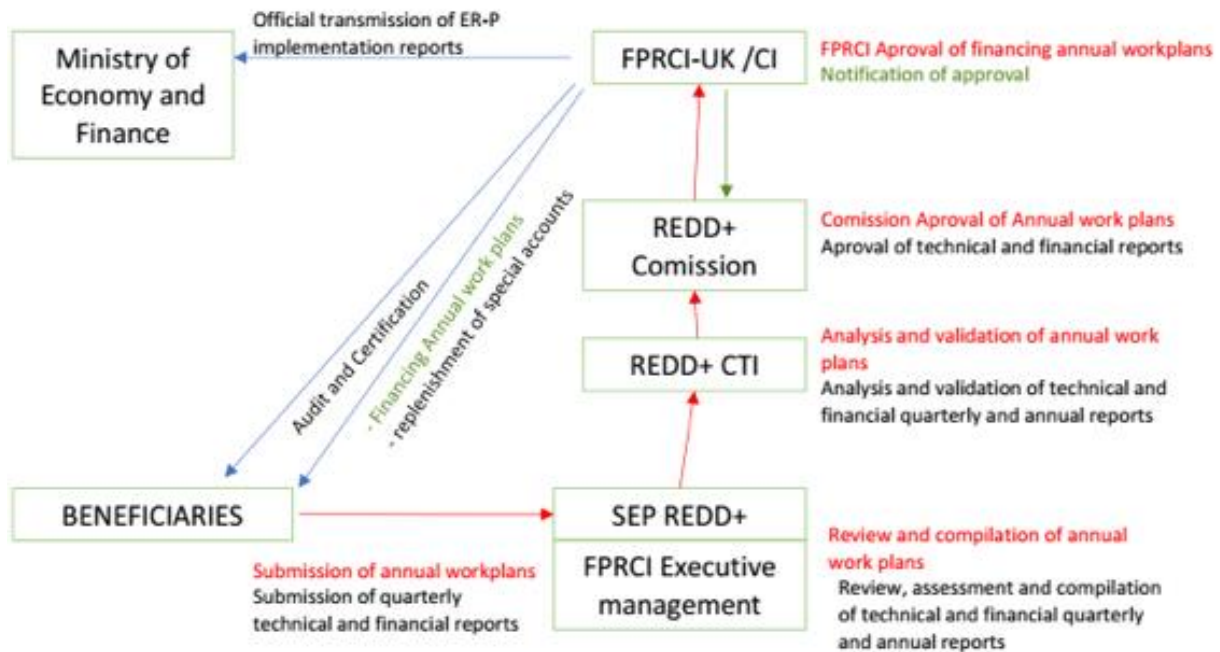 Official transmission of ER-P
implementation reports
Ministry of
Economy and
Finance
FPRCI-UK /CI
FPRCI Aproval of financing annual workplans
Notification of approval
REDD+
Comission
Comission Aproval of Annual work plans
Aproval of technical and financial reports
Audit and Certification
- Financing Annual work plans
- replenishment of special accounts
REDD+ CTI
Analysis and validation of annual work
plans
Analysis and validation of technical and
financial quarterly and annual reports
BENEFICIARIES
SEP REDD+
FPRCI Executive
management
Submission of annual workplans
Submission of quarterly
technical and financial reports
Review and compilation of annual
work plans
Review, assessment and compilation
of technical and financial quarterly
and annual reports